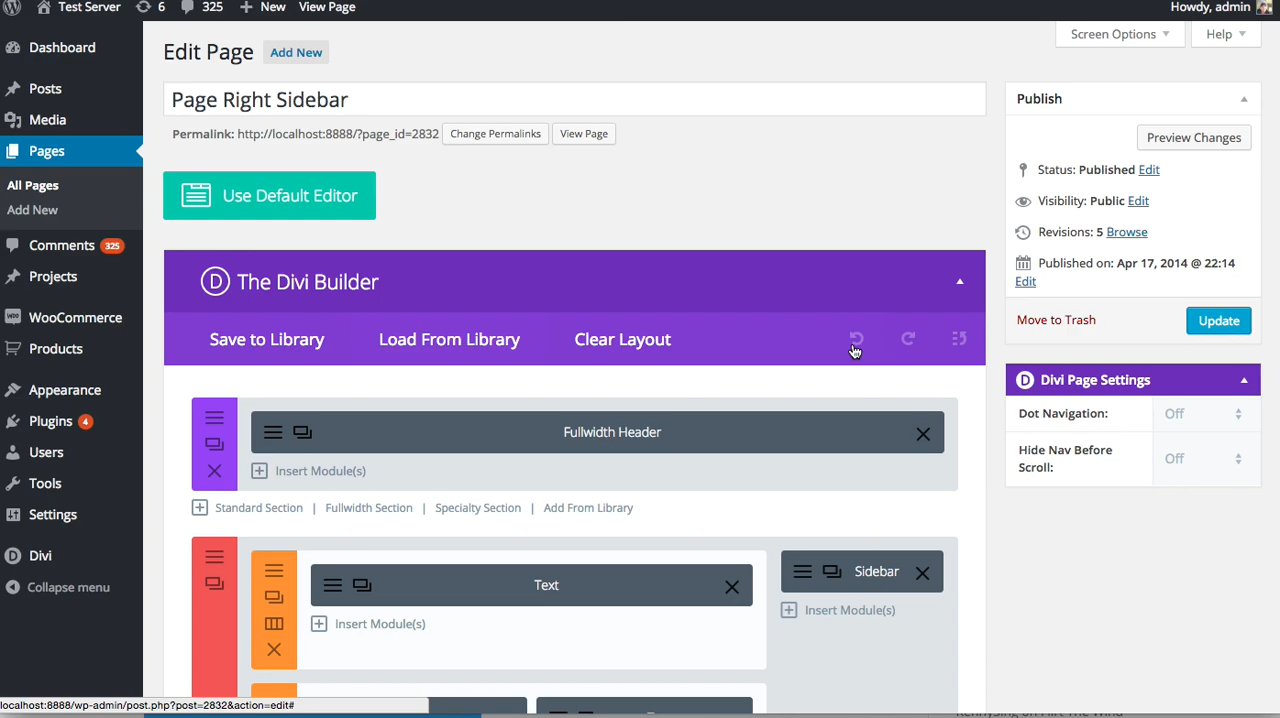 Test Server 6 325 New View Page Howdy, admin
Dashboard
Posts
Media
Pages
All Pages
Add New
Comments 325
Projects
WooCommerce
Products
Appearance
Plugins 4
Users
Tools
Settings
Divi
Collapse menu
Screen Options Help
Edit Page Add New
Page Right Sidebar
Permalink: http://localhost:8888/?page_id=2832 Change Permalinks View Page
Use Default Editor
The Divi Builder
Save to Library Load From Library Clear Layout
Fullwidth Header
Insert Module(s)
Standard Section | Fullwidth Section | Specialty Section | Add From Library
Text
Insert Module(s)
Sidebar
Insert Module(s)
Publish
Preview Changes
Status: Published Edit
Visibility: Public Edit
Revisions: 5 Browse
Published on: Apr 17, 2014 @ 22:14
Edit
Move to Trash Update
Divi Page Settings
Dot Navigation: Off
Hide Nav Before
Scroll: Off
localhost:8888/wp-admin/post.php?post=2832&action=edit#